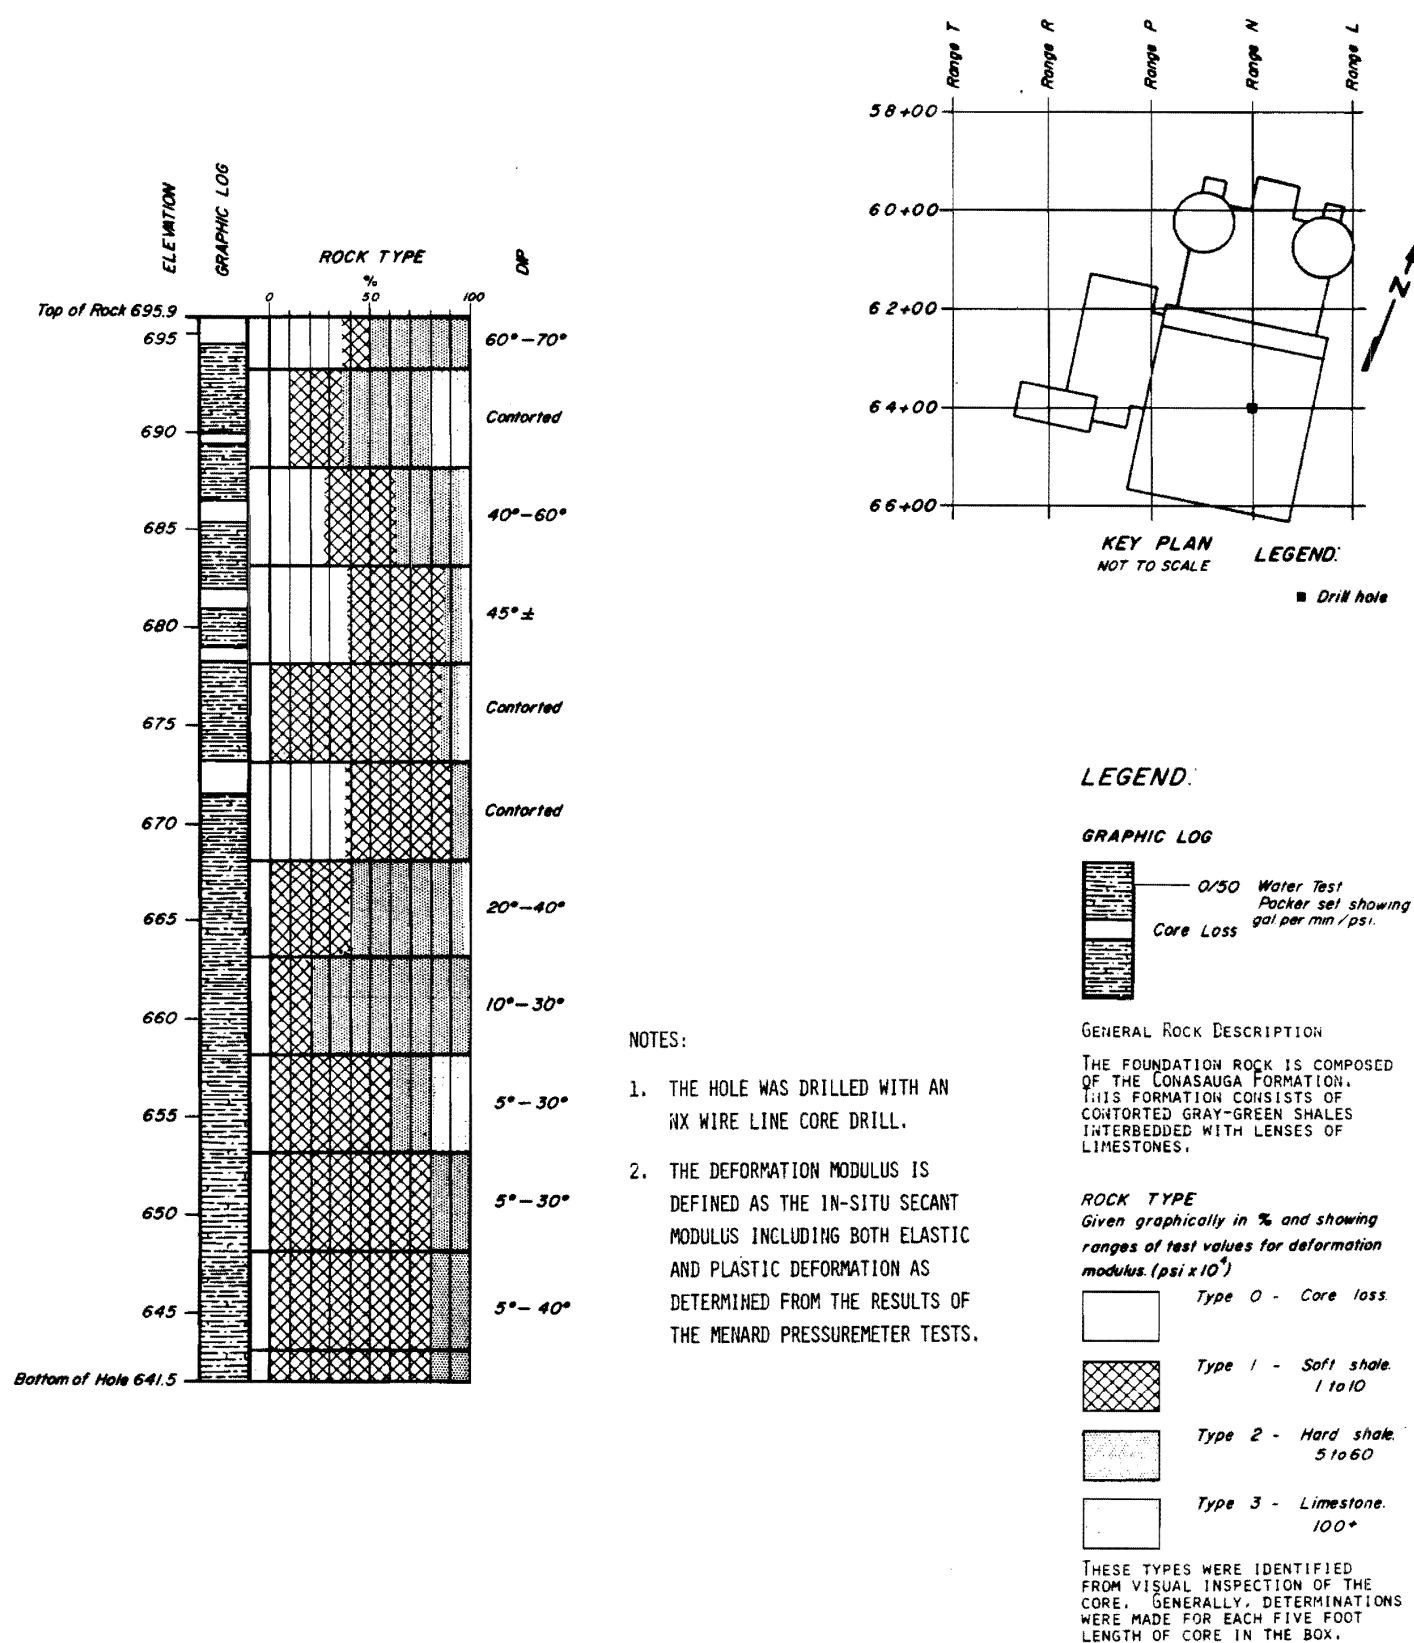 ELEVATION
GRAPHIC LOG
ROCK TYPE
%
0 50 100
DIP
Top of Rock 695.9
695
60°-70°
Contorted
690
40°-60°
685
45°±
680
Contorted
675
Contorted
670
20°-40°
665
10°-30°
660
5°-30°
655
5°-30°
650
5°-40°
645
Bottom of Hole 641.5
NOTES:
1. THE HOLE WAS DRILLED WITH AN
NX WIRE LINE CORE DRILL.
2. THE DEFORMATION MODULUS IS
DEFINED AS THE IN-SITU SECANT
MODULUS INCLUDING BOTH ELASTIC
AND PLASTIC DEFORMATION AS
DETERMINED FROM THE RESULTS OF
THE MENARD PRESSUREMETER TESTS.
Range T
Range R
Range P
Range N
Range L
58+00
60+00
62+00
64+00
66+00
N
KEY PLAN
NOT TO SCALE
LEGEND:
Drill hole
LEGEND:
GRAPHIC LOG
0/50 Water Test
Packer set showing
gal per min/psi.
Core Loss
GENERAL ROCK DESCRIPTION
THE FOUNDATION ROCK IS COMPOSED
OF THE CONASAUGA FORMATION.
THIS FORMATION CONSISTS OF
CONTORTED GRAY-GREEN SHALES
INTERBEDDED WITH LENSES OF
LIMESTONES.
ROCK TYPE
Given graphically in % and showing
ranges of test values for deformation
modulus. (psi x 10⁴)
Type 0 - Core loss.
Type 1 - Soft shale.
1 to 10
Type 2 - Hard shale.
5 to 60
Type 3 - Limestone.
100+
THESE TYPES WERE IDENTIFIED
FROM VISUAL INSPECTION OF THE
CORE. GENERALLY, DETERMINATIONS
WERE MADE FOR EACH FIVE FOOT
LENGTH OF CORE IN THE BOX.